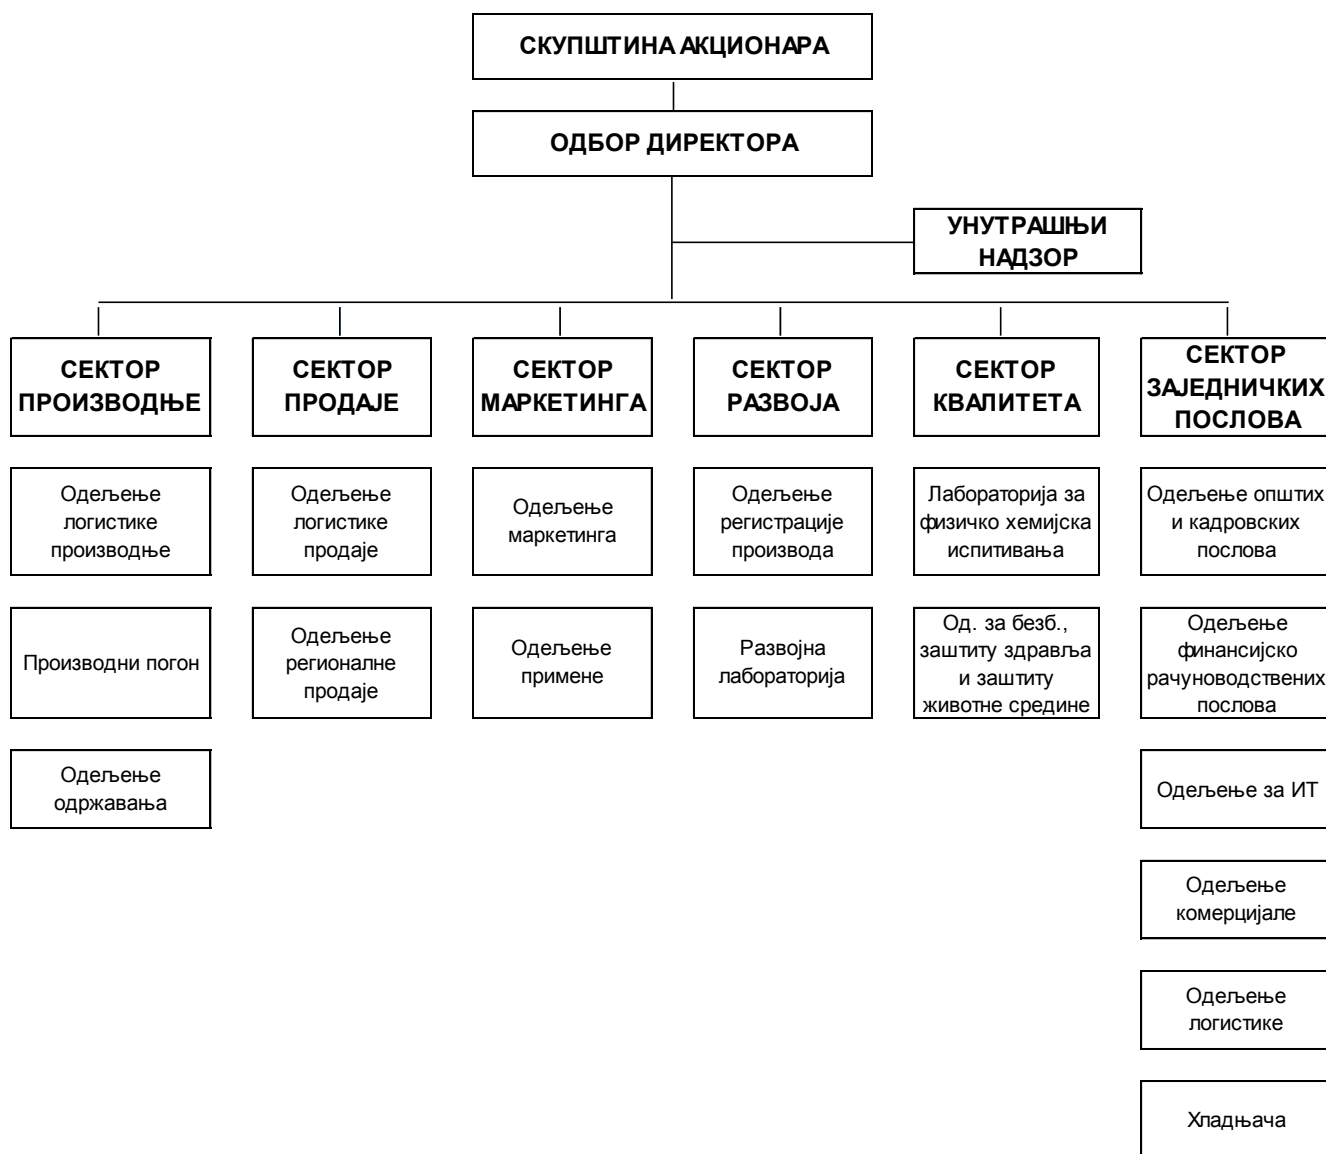 СКУПШТИНА АКЦИОНАРА
ОДБОР ДИРЕКТОРА
УНУТРАШЊИ
НАДЗОР
СЕКТОР
ПРОИЗВОДЊЕ
СЕКТОР
ПРОДАЈЕ
СЕКТОР
МАРКЕТИНГА
СЕКТОР
РАЗВОЈА
СЕКТОР
КВАЛИТЕТА
СЕКТОР
ЗАЈЕДНИЧКИХ
ПОСЛОВА
Одељење
логистике
производње
Одељење
логистике
продаје
Одељење
маркетинга
Одељење
регистрације
производа
Лабораторија за
физичко хемијска
испитивања
Одељење општих
и кадровских
послова
Производни погон
Одељење
регионалне
продаје
Одељење
примене
Развојна
лабораторија
Од. за безб.,
заштиту здравља
и заштиту
животне средине
Одељење
финансијско
рачуноводствених
послова
Одељење
одржавања
Одељење за ИТ
Одељење
комерцијале
Одељење
логистике
Хладњача